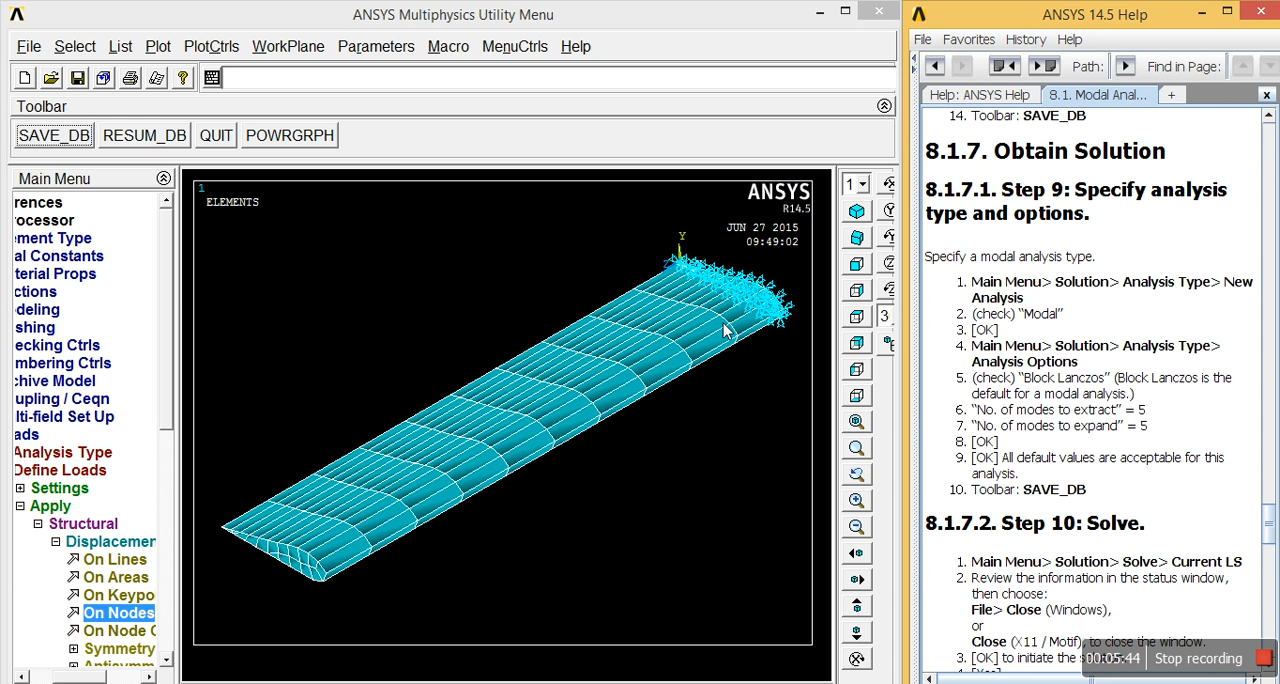 ANSYS Multiphysics Utility Menu
File Select List Plot PlotCtrls WorkPlane Parameters Macro MenuCtrls Help
Toolbar
SAVE_DB RESUM_DB QUIT POWRGRPH
Main Menu
rences
rocessor
ement Type
al Constants
aterial Props
ctions
deling
shing
ecking Ctrls
mbering Ctrls
chive Model
upling / Ceqn
lti-field Set Up
ads
Analysis Type
Define Loads
Settings
Apply
Structural
Displacemen
On Lines
On Areas
On Keypo
On Nodes
On Node C
Symmetry
Antisymm
1
ELEMENTS
ANSYS
R14.5
JUN 27 2015
09:49:02
Y
1
3
ANSYS 14.5 Help
File Favorites History Help
Path: Find in Page:
Help: ANSYS Help 8.1. Modal Anal... + x
14. Toolbar: SAVE_DB
8.1.7. Obtain Solution
8.1.7.1. Step 9: Specify analysis
type and options.
Specify a modal analysis type.
1. Main Menu> Solution> Analysis Type> New
Analysis
2. (check) “Modal”
3. [OK]
4. Main Menu> Solution> Analysis Type>
Analysis Options
5. (check) “Block Lanczos” (Block Lanczos is the
default for a modal analysis.)
6. “No. of modes to extract” = 5
7. “No. of modes to expand” = 5
8. [OK]
9. [OK] All default values are acceptable for this
analysis.
10. Toolbar: SAVE_DB
8.1.7.2. Step 10: Solve.
1. Main Menu> Solution> Solve> Current LS
2. Review the information in the status window,
then choose:
File> Close (Windows),
or
Close (X11 / Motif), to close the window.
3. [OK] to initiate the s
00:05:44 Stop recording